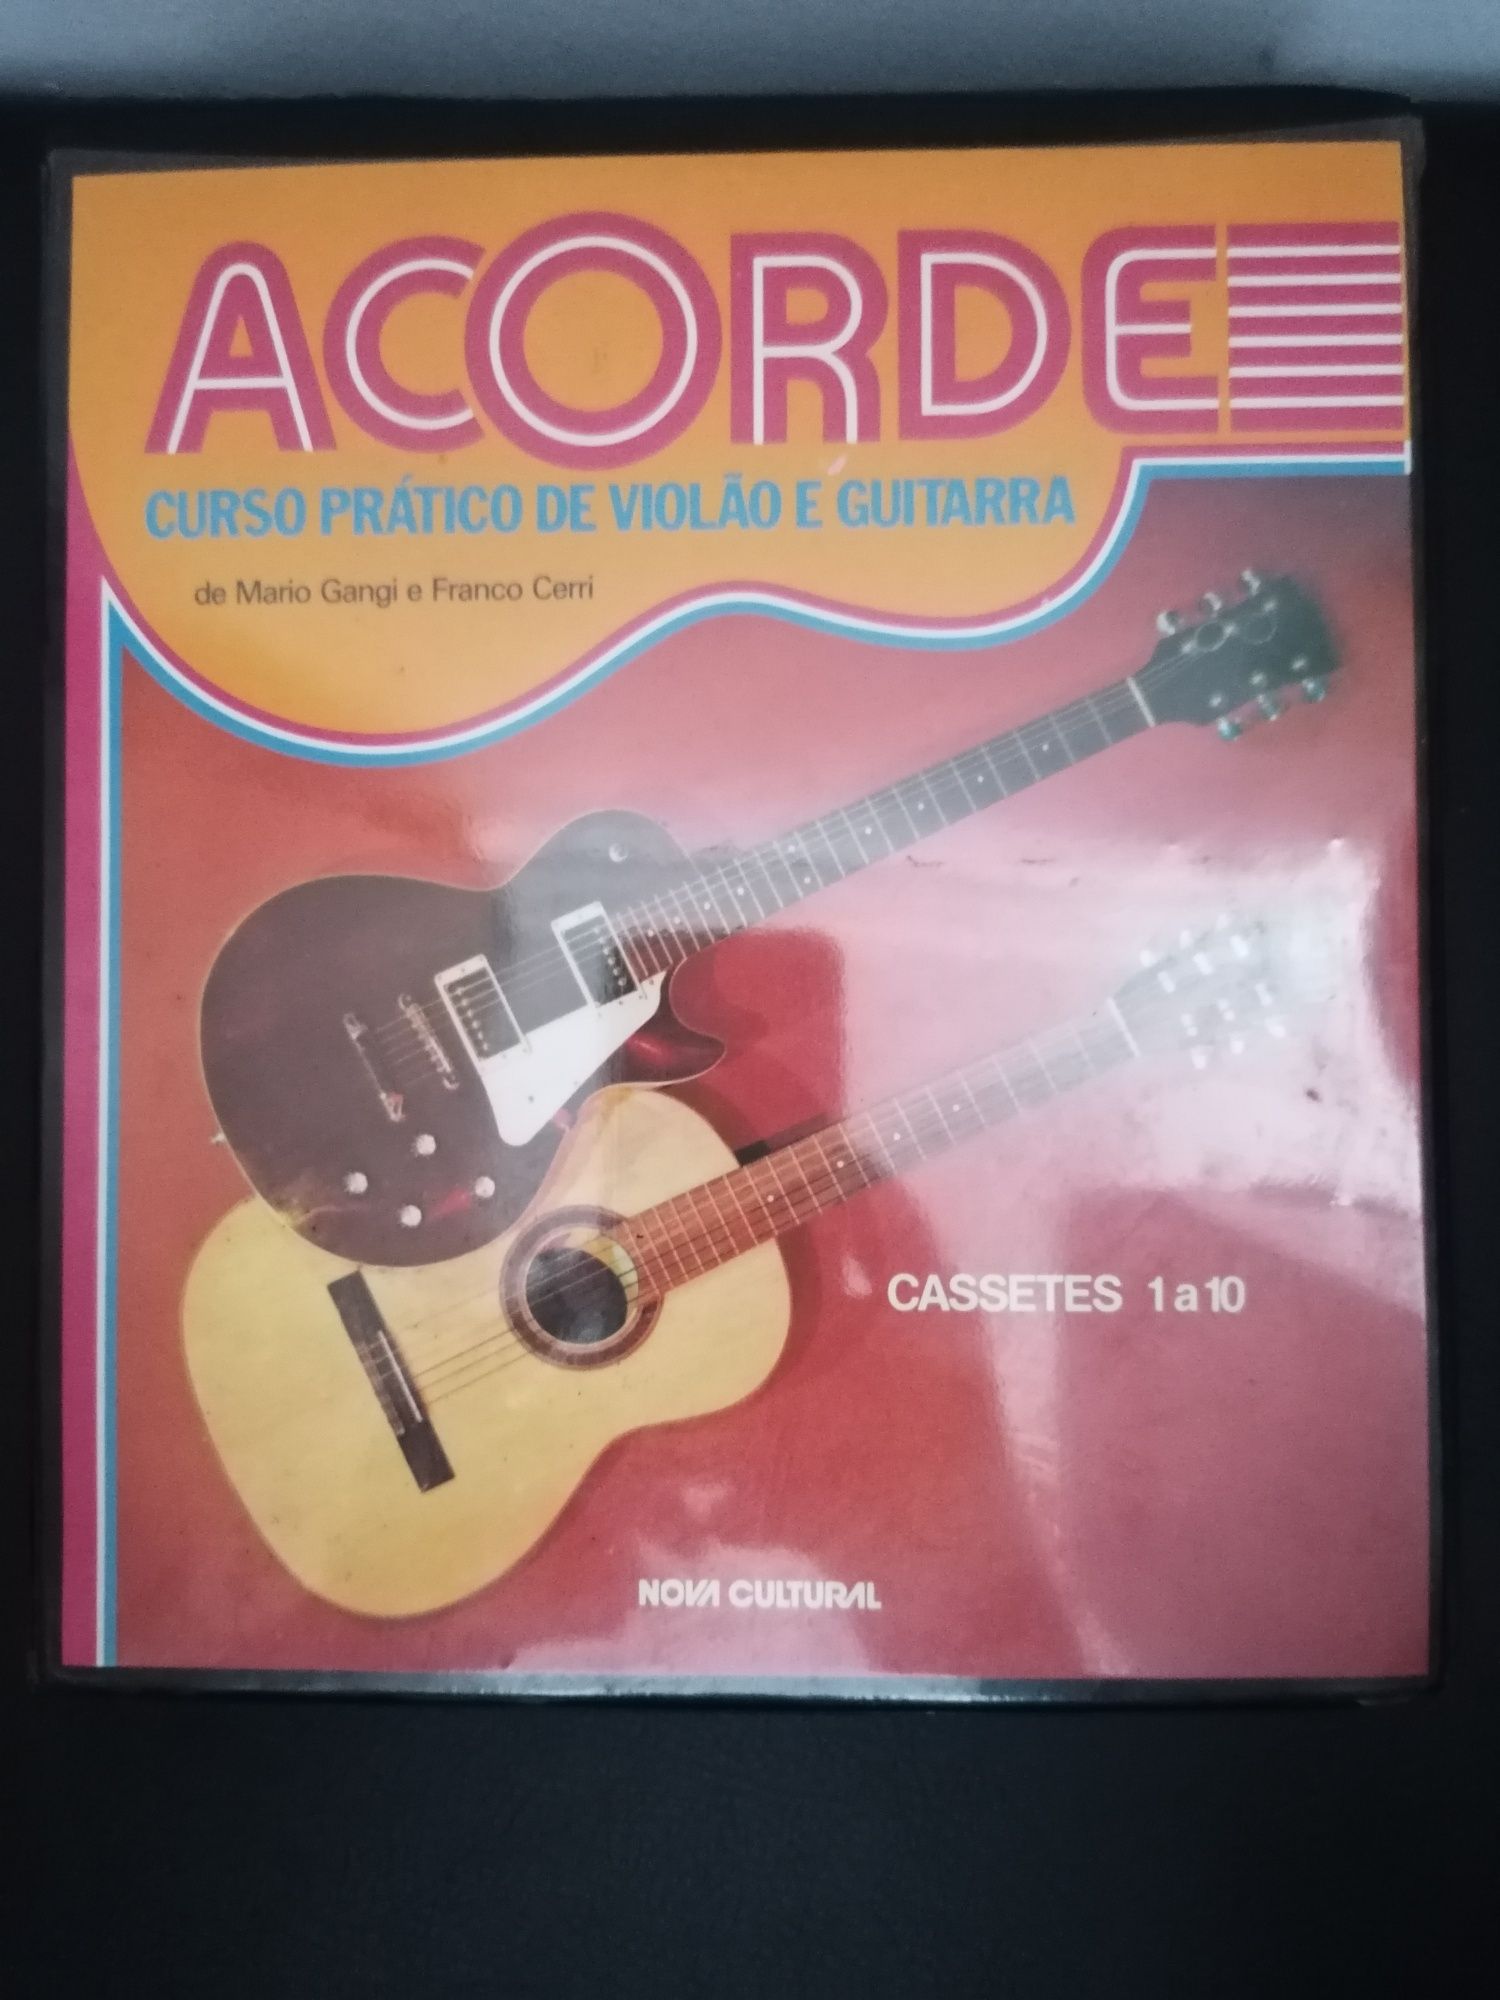 ACORDE
CURSO PRÁTICO DE VIOLÃO E GUITARRA
de Mario Gangi e Franco Cerri
CASSETES 1 a 10
NOVA CULTURAL